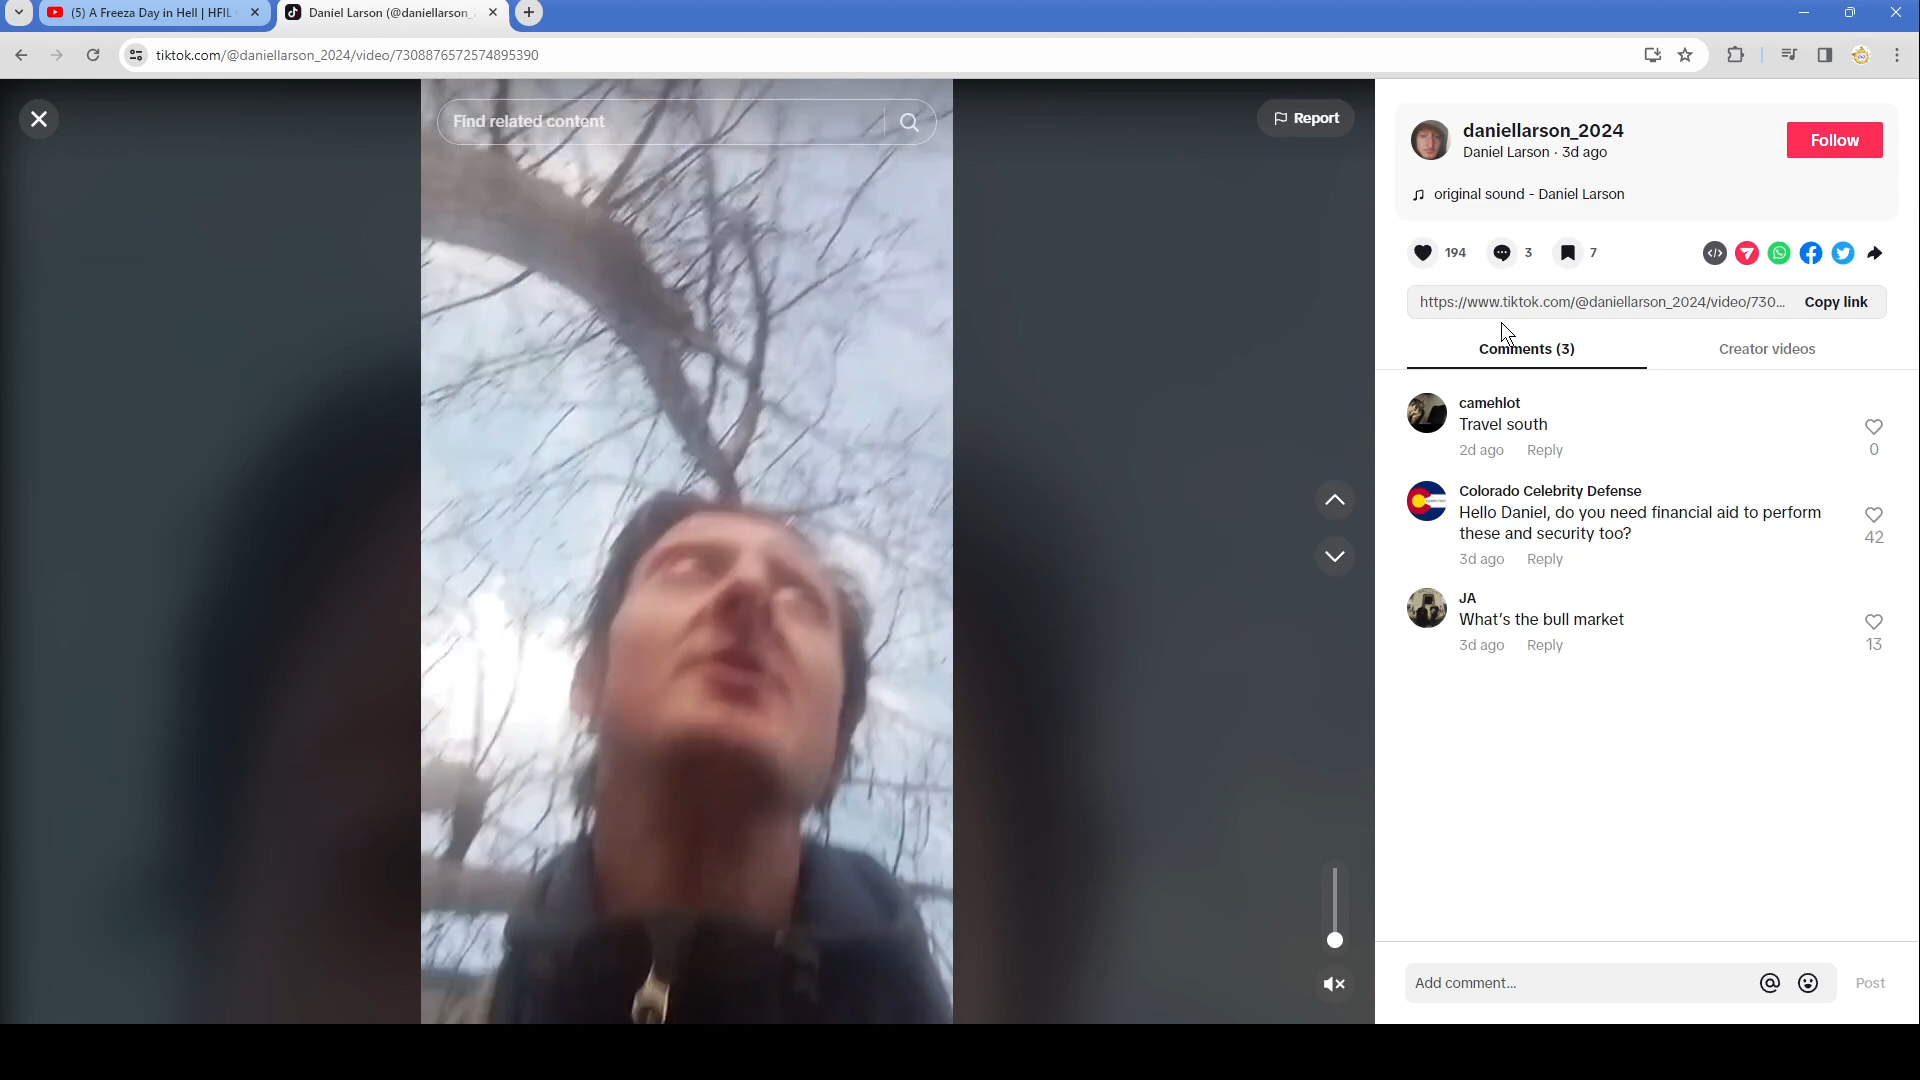 (5) A Freeza Day in Hell | HFIL
Daniel Larson (@daniellarson_
tiktok.com/@daniellarson_2024/video/7308876572574895390
Find related content
Report
daniellarson_2024
Daniel Larson · 3d ago
Follow
original sound - Daniel Larson
194
3
7
https://www.tiktok.com/@daniellarson_2024/video/730...
Copy link
Comments (3)
Creator videos
camehlot
Travel south
2d ago Reply
0
Colorado Celebrity Defense
Hello Daniel, do you need financial aid to perform
these and security too?
42
3d ago Reply
JA
What's the bull market
3d ago Reply
13
Add comment...
Post